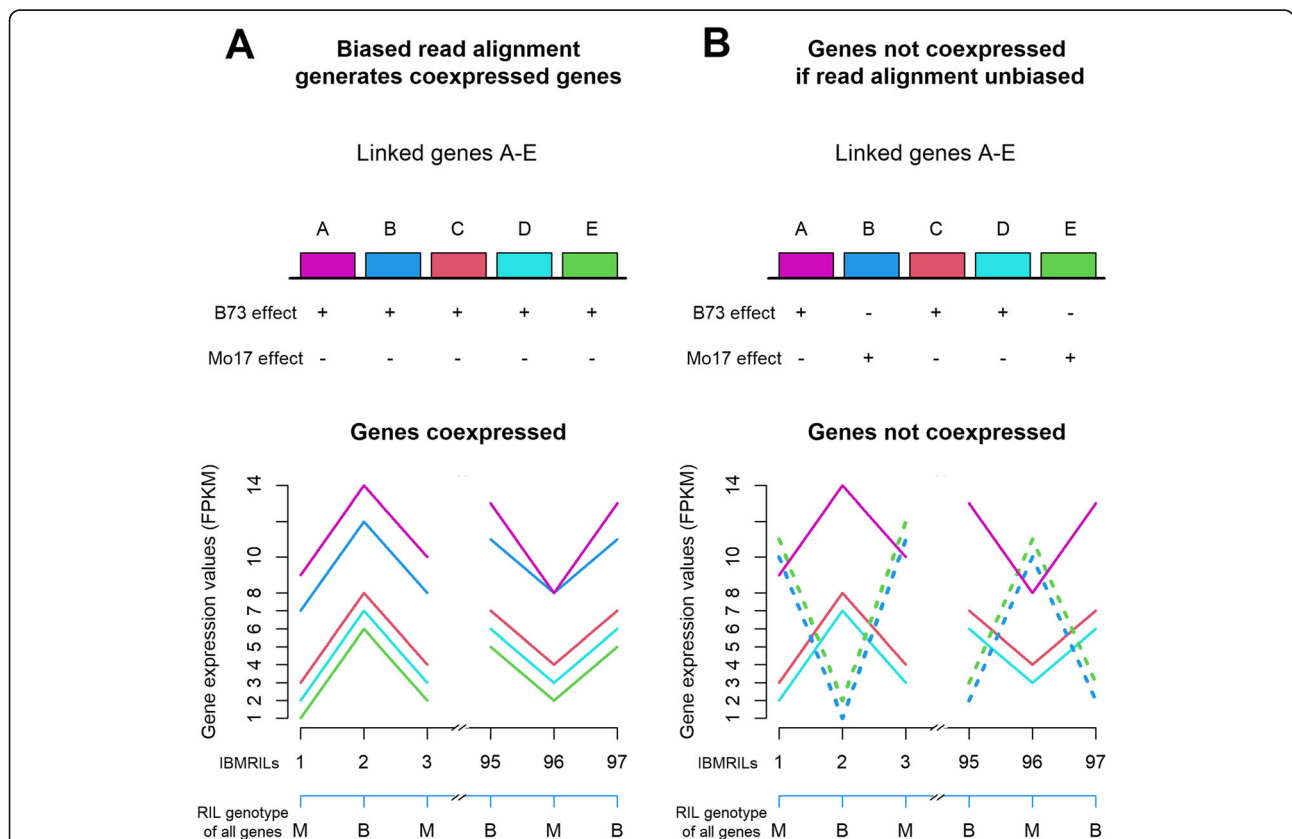 A
Biased read alignment
generates coexpressed genes
Linked genes A-E
A B C D E
B73 effect + + + + +
Mo17 effect - - - - -
Genes coexpressed
Gene expression values (FPKM)
14
10
8
7
6
5
4
3
2
1
IBMRILs 1 2 3 95 96 97
RIL genotype
of all genes M B M B M B
B
Genes not coexpressed
if read alignment unbiased
Linked genes A-E
A B C D E
B73 effect + - + + -
Mo17 effect - + - - +
Genes not coexpressed
Gene expression values (FPKM)
14
10
8
7
6
5
4
3
2
1
IBMRILs 1 2 3 95 96 97
RIL genotype
of all genes M B M B M B